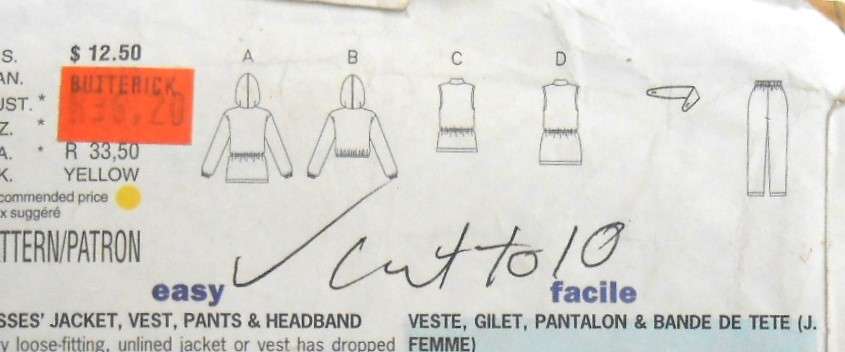 S. $ 12.50
AN. BUTTERICK
UST. *
Z. *
A. * R 33,50
K. YELLOW
commended price
x suggéré
A B C D
TTERN/PATRON
cut to 10
easy facile
SSES' JACKET, VEST, PANTS & HEADBAND
y loose-fitting, unlined jacket or vest has dropped
VESTE, GILET, PANTALON & BANDE DE TETE (J.
FEMME)